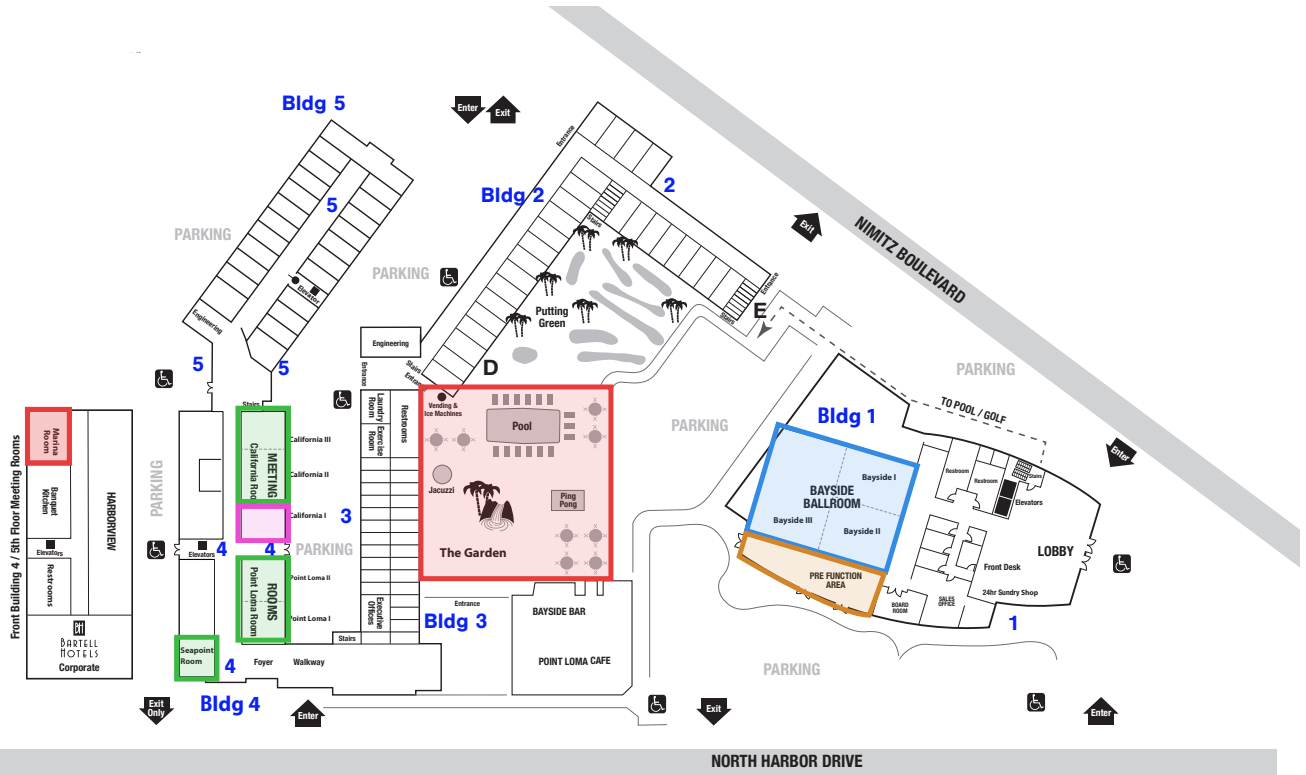 Bldg 5
Enter
Exit
Entrance
Bldg 2
2
Stairs
5
PARKING
Exit
NIMITZ BOULEVARD
PARKING
Elevator
Entrance
Putting
Green
E
Stairs
Engineering
Engineering
5
5
Stairs
Entrance
D
PARKING
TO POOL / GOLF
Front Building 4 / 5th Floor Meeting Rooms
Marina
Room
Banquet
Kitchen
Elevators
Restrooms
HARBORVIEW
BH
BARTELL
HOTELS
Corporate
PARKING
Stairs
MEETING
California Roo
California III
California II
California I
Elevators
4
4
PARKING
ROOMS
Point Loma Room
Point Loma II
Point Loma I
Seapoint
Room
4
Foyer
Walkway
Bldg 4
Exit
Only
Enter
Entrance
Laundry
Room
Exercise
Room
Restrooms
3
Executive
Offices
Stairs
Vending &
Ice Machines
Pool
Jacuzzi
Ping
Pong
The Garden
Entrance
Bldg 3
BAYSIDE BAR
POINT LOMA CAFE
PARKING
Bldg 1
Bayside I
BAYSIDE
BALLROOM
Bayside III
Bayside II
PRE FUNCTION
AREA
Restroom
Restroom
Stairs
Elevators
Enter
LOBBY
Front Desk
24hr Sundry Shop
BOARD
ROOM
SALES
OFFICE
1
PARKING
Exit
Enter
NORTH HARBOR DRIVE